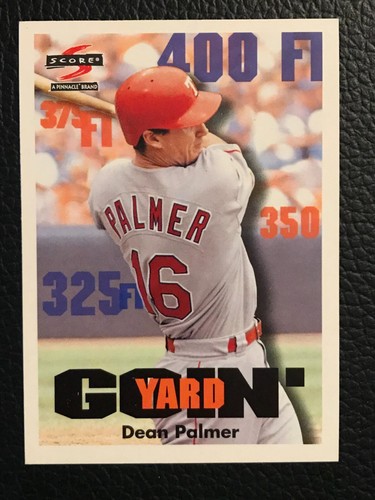 SCORE®
A PINNACLE® BRAND
400 FT
375
FT
PALMER
16
350
325 FT
GOIN'
YARD
Dean Palmer